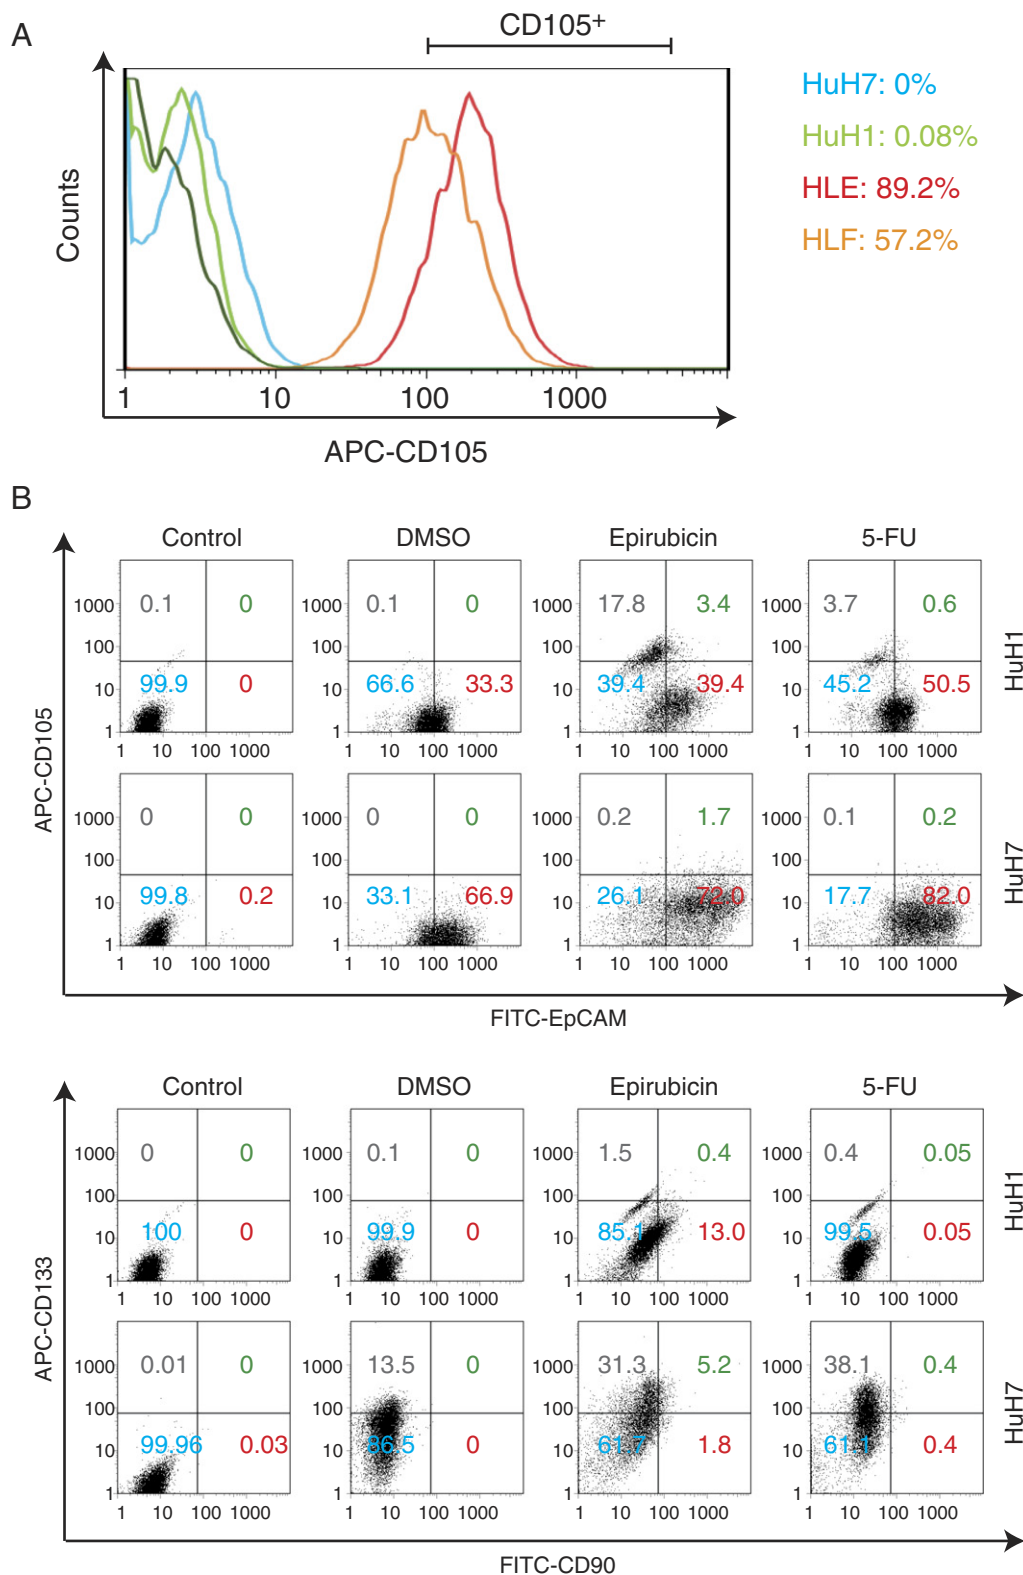 A
CD105+
HuH7: 0%
HuH1: 0.08%
HLE: 89.2%
HLF: 57.2%
Counts
1 10 100 1000
APC-CD105
B
Control DMSO Epirubicin 5-FU
APC-CD105
1000 0.1 0 1000 0.1 0 1000 17.8 3.4 1000 3.7 0.6
100 100 100 100
10 99.9 0 10 66.6 33.3 10 39.4 39.4 10 45.2 50.5
1 1 1 1
1 10 100 1000 1 10 100 1000 1 10 100 1000 1 10 100 1000
HuH1
1000 0 0 1000 0 0 1000 0.2 1.7 1000 0.1 0.2
100 100 100 100
10 99.8 0.2 10 33.1 66.9 10 26.1 72.0 10 17.7 82.0
1 1 1 1
1 10 100 1000 1 10 100 1000 1 10 100 1000 1 10 100 1000
HuH7
FITC-EpCAM
Control DMSO Epirubicin 5-FU
APC-CD133
1000 0 0 1000 0.1 0 1000 1.5 0.4 1000 0.4 0.05
100 100 100 100
10 100 0 10 99.9 0 10 85.1 13.0 10 99.5 0.05
1 1 1 1
1 10 100 1000 1 10 100 1000 1 10 100 1000 1 10 100 1000
HuH1
1000 0.01 0 1000 13.5 0 1000 31.3 5.2 1000 38.1 0.4
100 100 100 100
10 99.96 0.03 10 86.5 0 10 61.7 1.8 10 61.1 0.4
1 1 1 1
1 10 100 1000 1 10 100 1000 1 10 100 1000 1 10 100 1000
HuH7
FITC-CD90